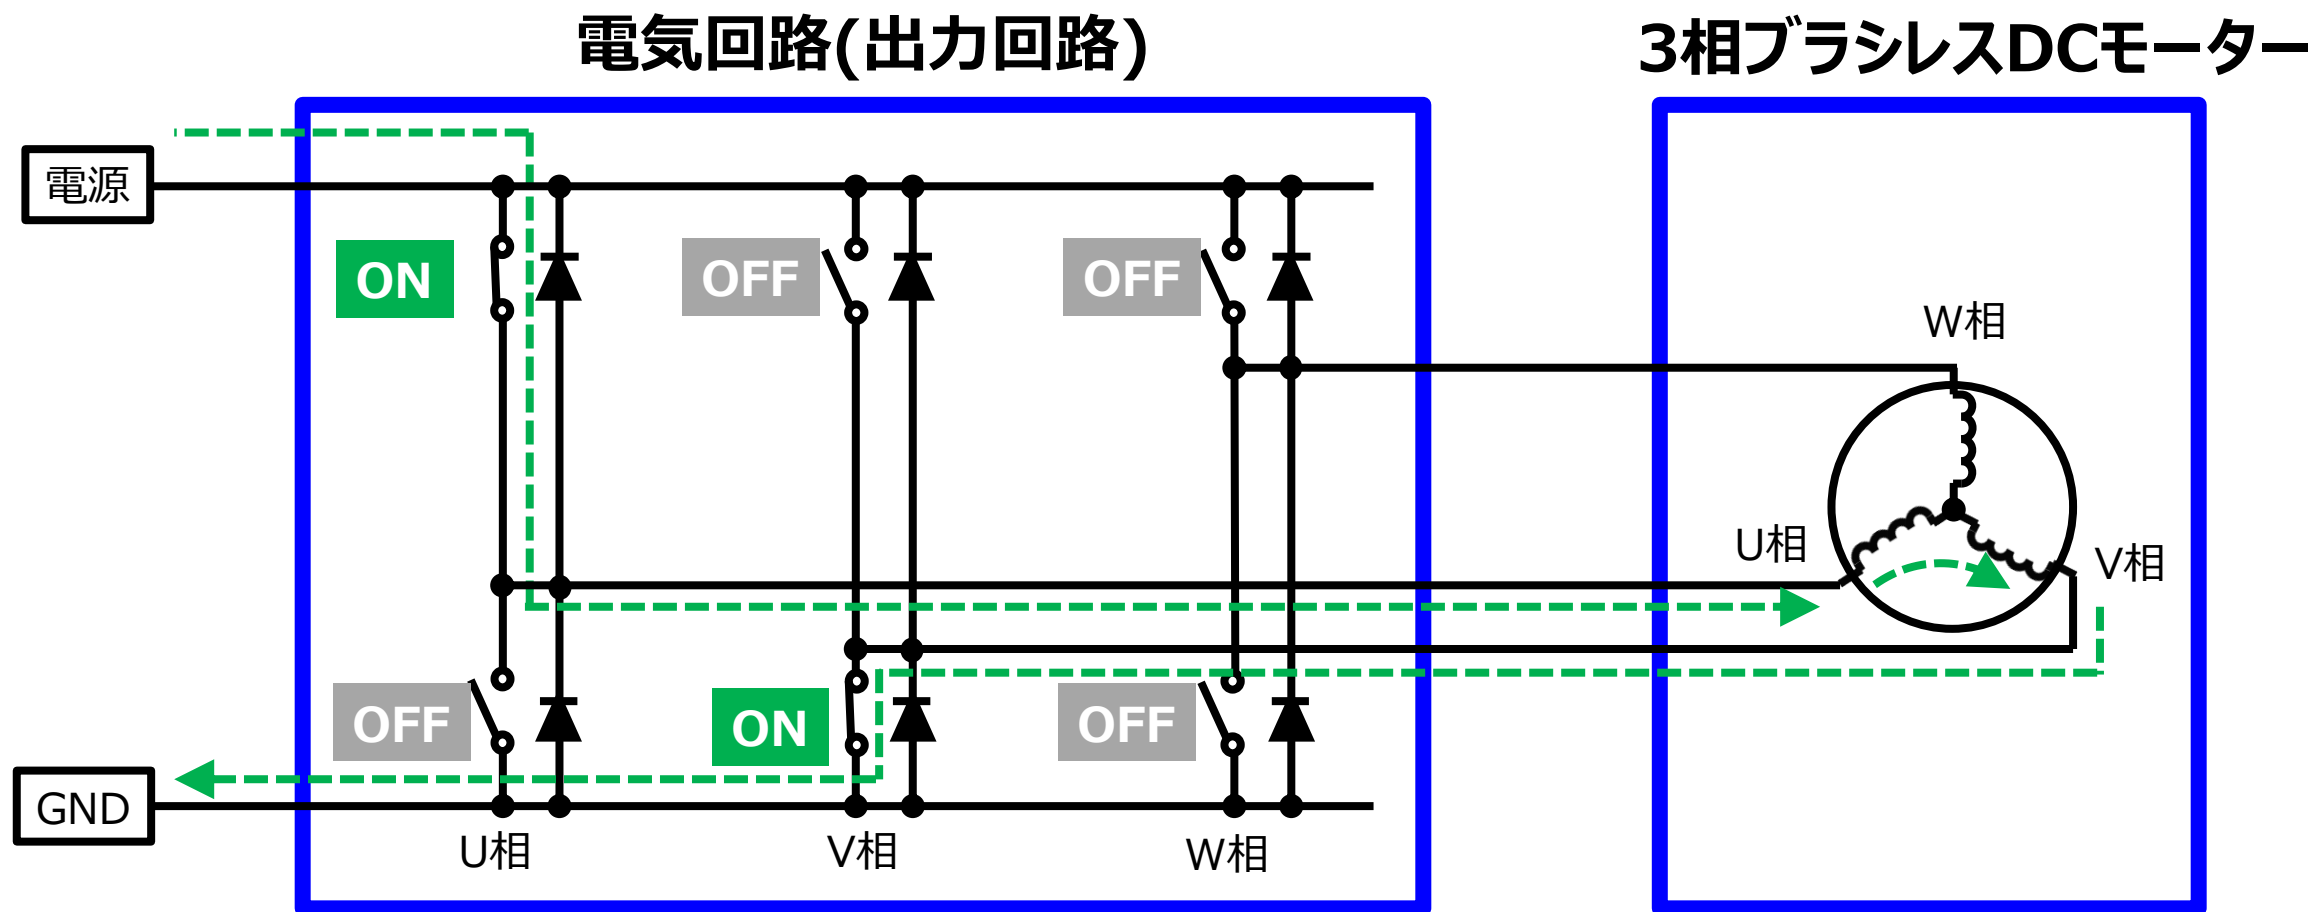 電気回路(出力回路)
3相ブラシレスDCモーター
電源
ON
OFF
OFF
W相
U相
V相
OFF
ON
OFF
GND
U相
V相
W相